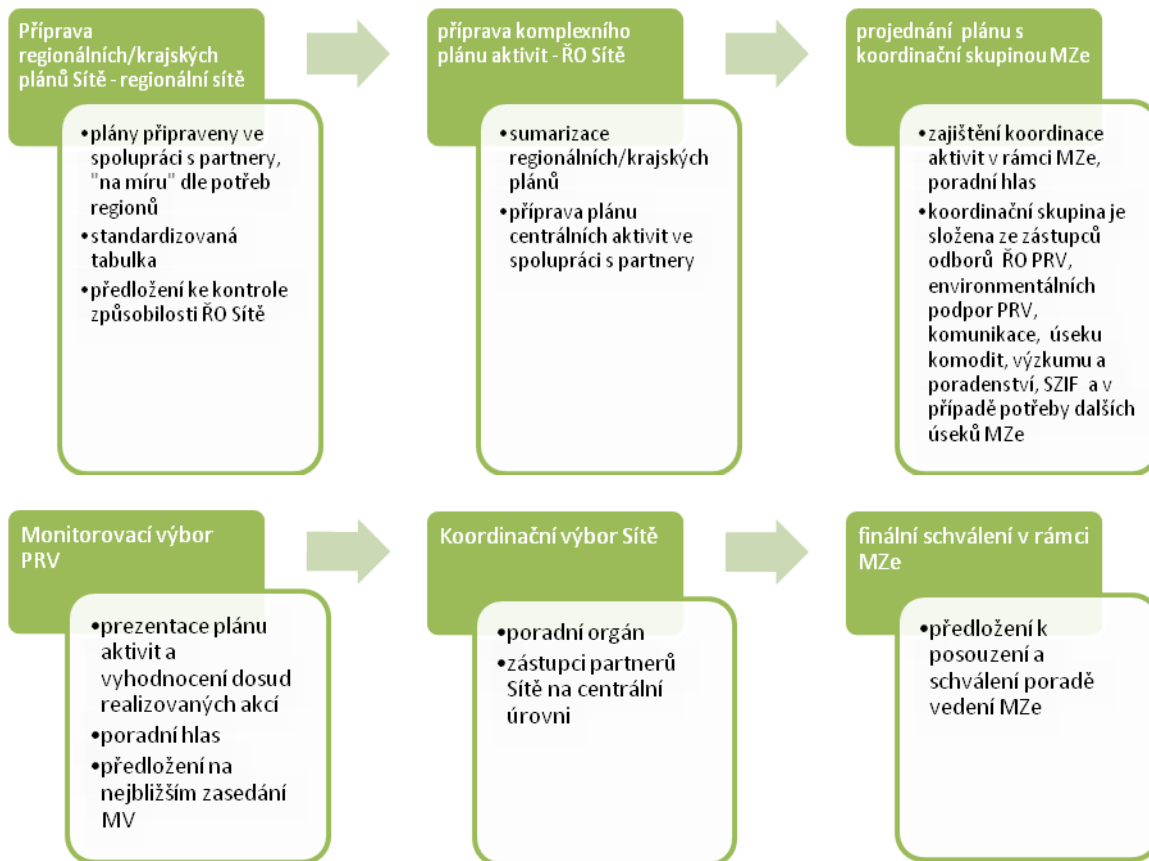 Příprava
regionálních/krajských
plánů Sítě - regionální sítě
•plány připraveny ve
spolupráci s partnery,
"na míru" dle potřeb
regionů
•standardizovaná
tabulka
•předložení ke kontrole
způsobilosti ŘO Sítě
příprava komplexního
plánu aktivit - ŘO Sítě
•sumarizace
regionálních/krajských
plánů
•příprava plánu
centrálních aktivit ve
spolupráci s partnery
projednání plánu s
koordinační skupinou MZe
•zajištění koordinace
aktivit v rámci MZe,
poradní hlas
•koordinační skupina je
složena ze zástupců
odborů ŘO PRV,
environmentálních
podpor PRV,
komunikace, úseku
komodit, výzkumu a
poradenství, SZIF a v
případě potřeby dalších
úseků MZe
Monitorovací výbor
PRV
•prezentace plánu
aktivit a
vyhodnocení dosud
realizovaných akcí
•poradní hlas
•předložení na
nejbližším zasedání
MV
Koordinační výbor Sítě
•poradní orgán
•zástupci partnerů
Sítě na centrální
úrovni
finální schválení v rámci
MZe
•předložení k
posouzení a
schválení poradě
vedení MZe